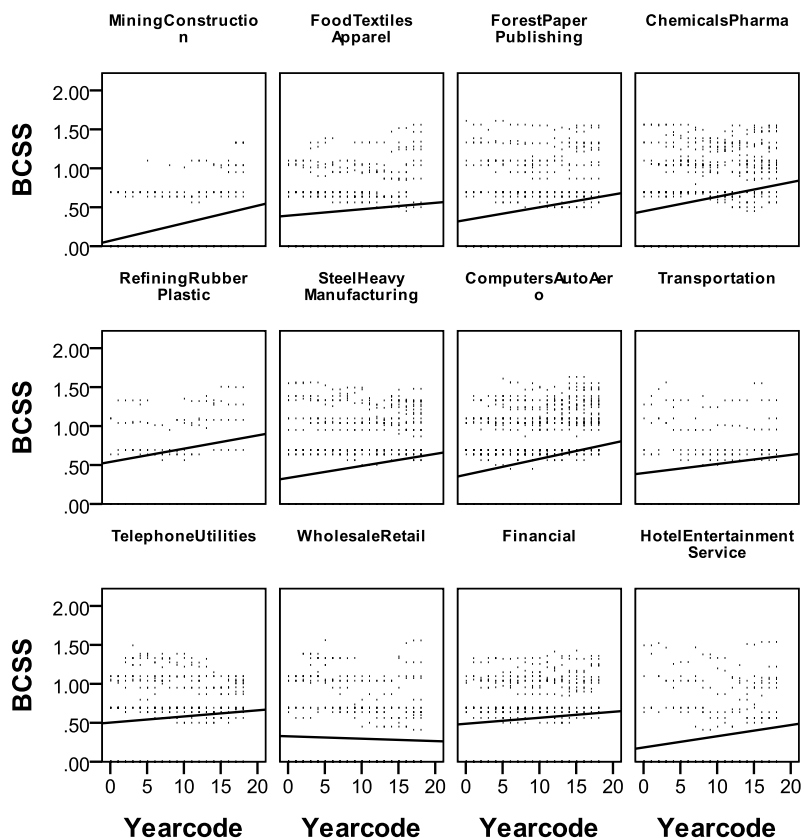 MiningConstructio
n
FoodTextiles
Apparel
ForestPaper
Publishing
ChemicalsPharma
BCSS
2.00
1.50
1.00
.50
.00
RefiningRubber
Plastic
SteelHeavy
Manufacturing
ComputersAutoAer
o
Transportation
BCSS
2.00
1.50
1.00
.50
.00
TelephoneUtilities
WholesaleRetail
Financial
HotelEntertainment
Service
BCSS
2.00
1.50
1.00
.50
.00
0 5 10 15 20
0 5 10 15 20
0 5 10 15 20
0 5 10 15 20
Yearcode
Yearcode
Yearcode
Yearcode